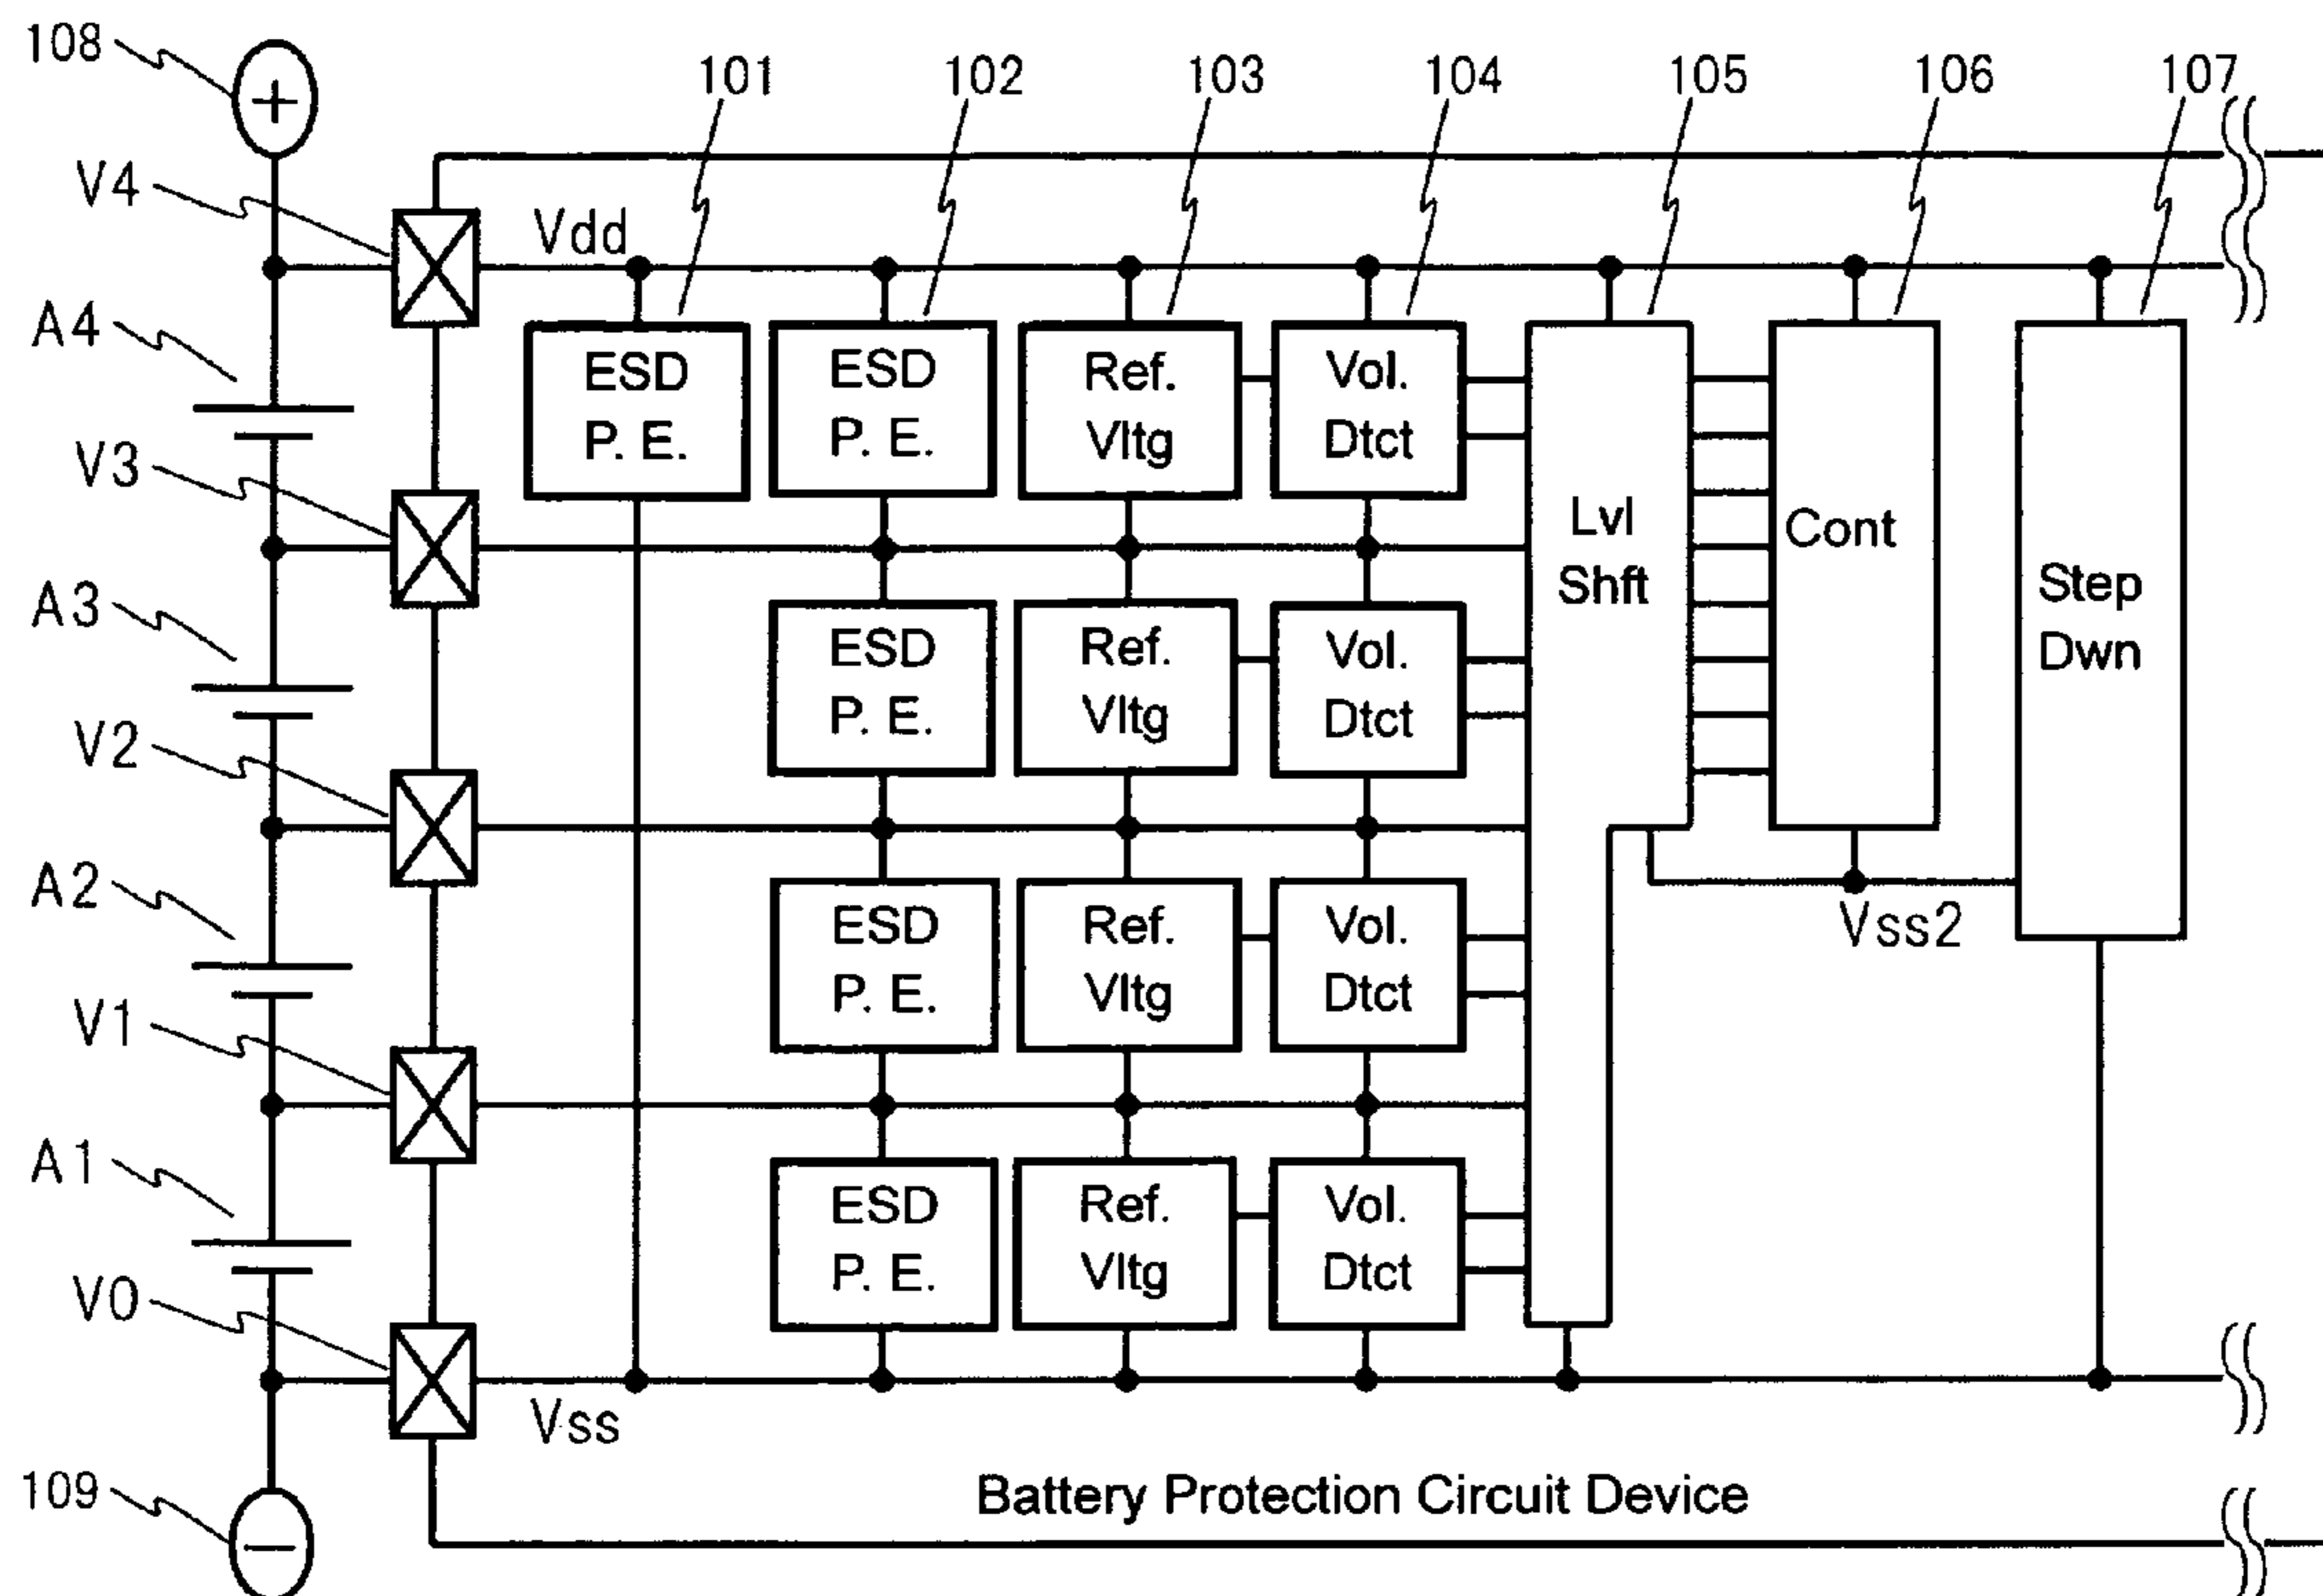 108
101
102
103
104
105
106
107
+
V4
Vdd
A4
ESD
P. E.
ESD
P. E.
Ref.
Vltg
Vol.
Dtct
Lvl
Shft
Cont
Step
Dwn
V3
A3
ESD
P. E.
Ref.
Vltg
Vol.
Dtct
V2
A2
ESD
P. E.
Ref.
Vltg
Vol.
Dtct
Vss2
V1
A1
ESD
P. E.
Ref.
Vltg
Vol.
Dtct
V0
Vss
109
−
Battery Protection Circuit Device